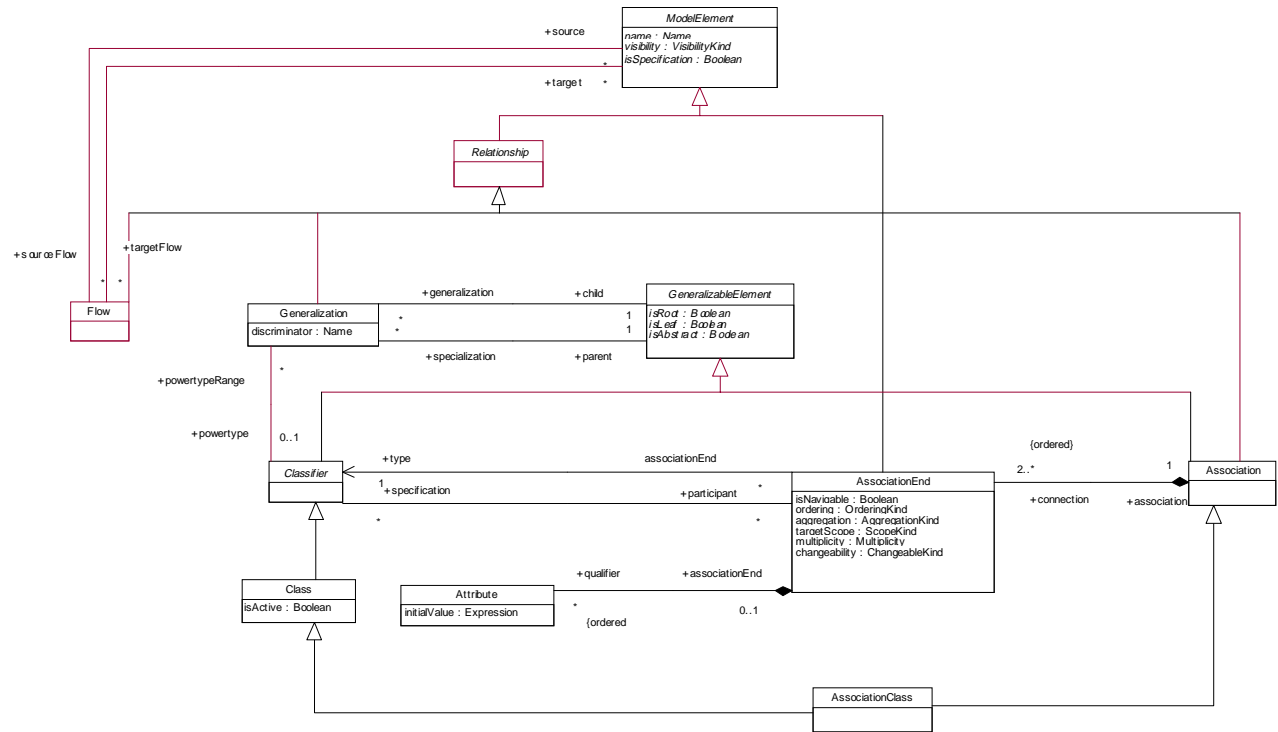 ModelElement
name : Name
visibility : VisibilityKind
isSpecification : Boolean
+source
*
+target
*
Relationship
+sourceFlow
+targetFlow
*
*
Flow
Generalization
discriminator : Name
+generalization
+child
*
1
*
1
+specialization
+parent
GeneralizableElement
isRoot : Boolean
isLeaf : Boolean
isAbstract : Boolean
+powertypeRange
*
+powertype
0..1
Classifier
+type
associationEnd
1
*
+specification
+participant
*
*
AssociationEnd
isNavigable : Boolean
ordering : OrderingKind
aggregation : AggregationKind
targetScope : ScopeKind
multiplicity : Multiplicity
changeability : ChangeableKind
{ordered}
2..*
1
+connection
+association
Association
Class
isActive : Boolean
Attribute
initialValue : Expression
+qualifier
+associationEnd
*
0..1
{ordered
AssociationClass